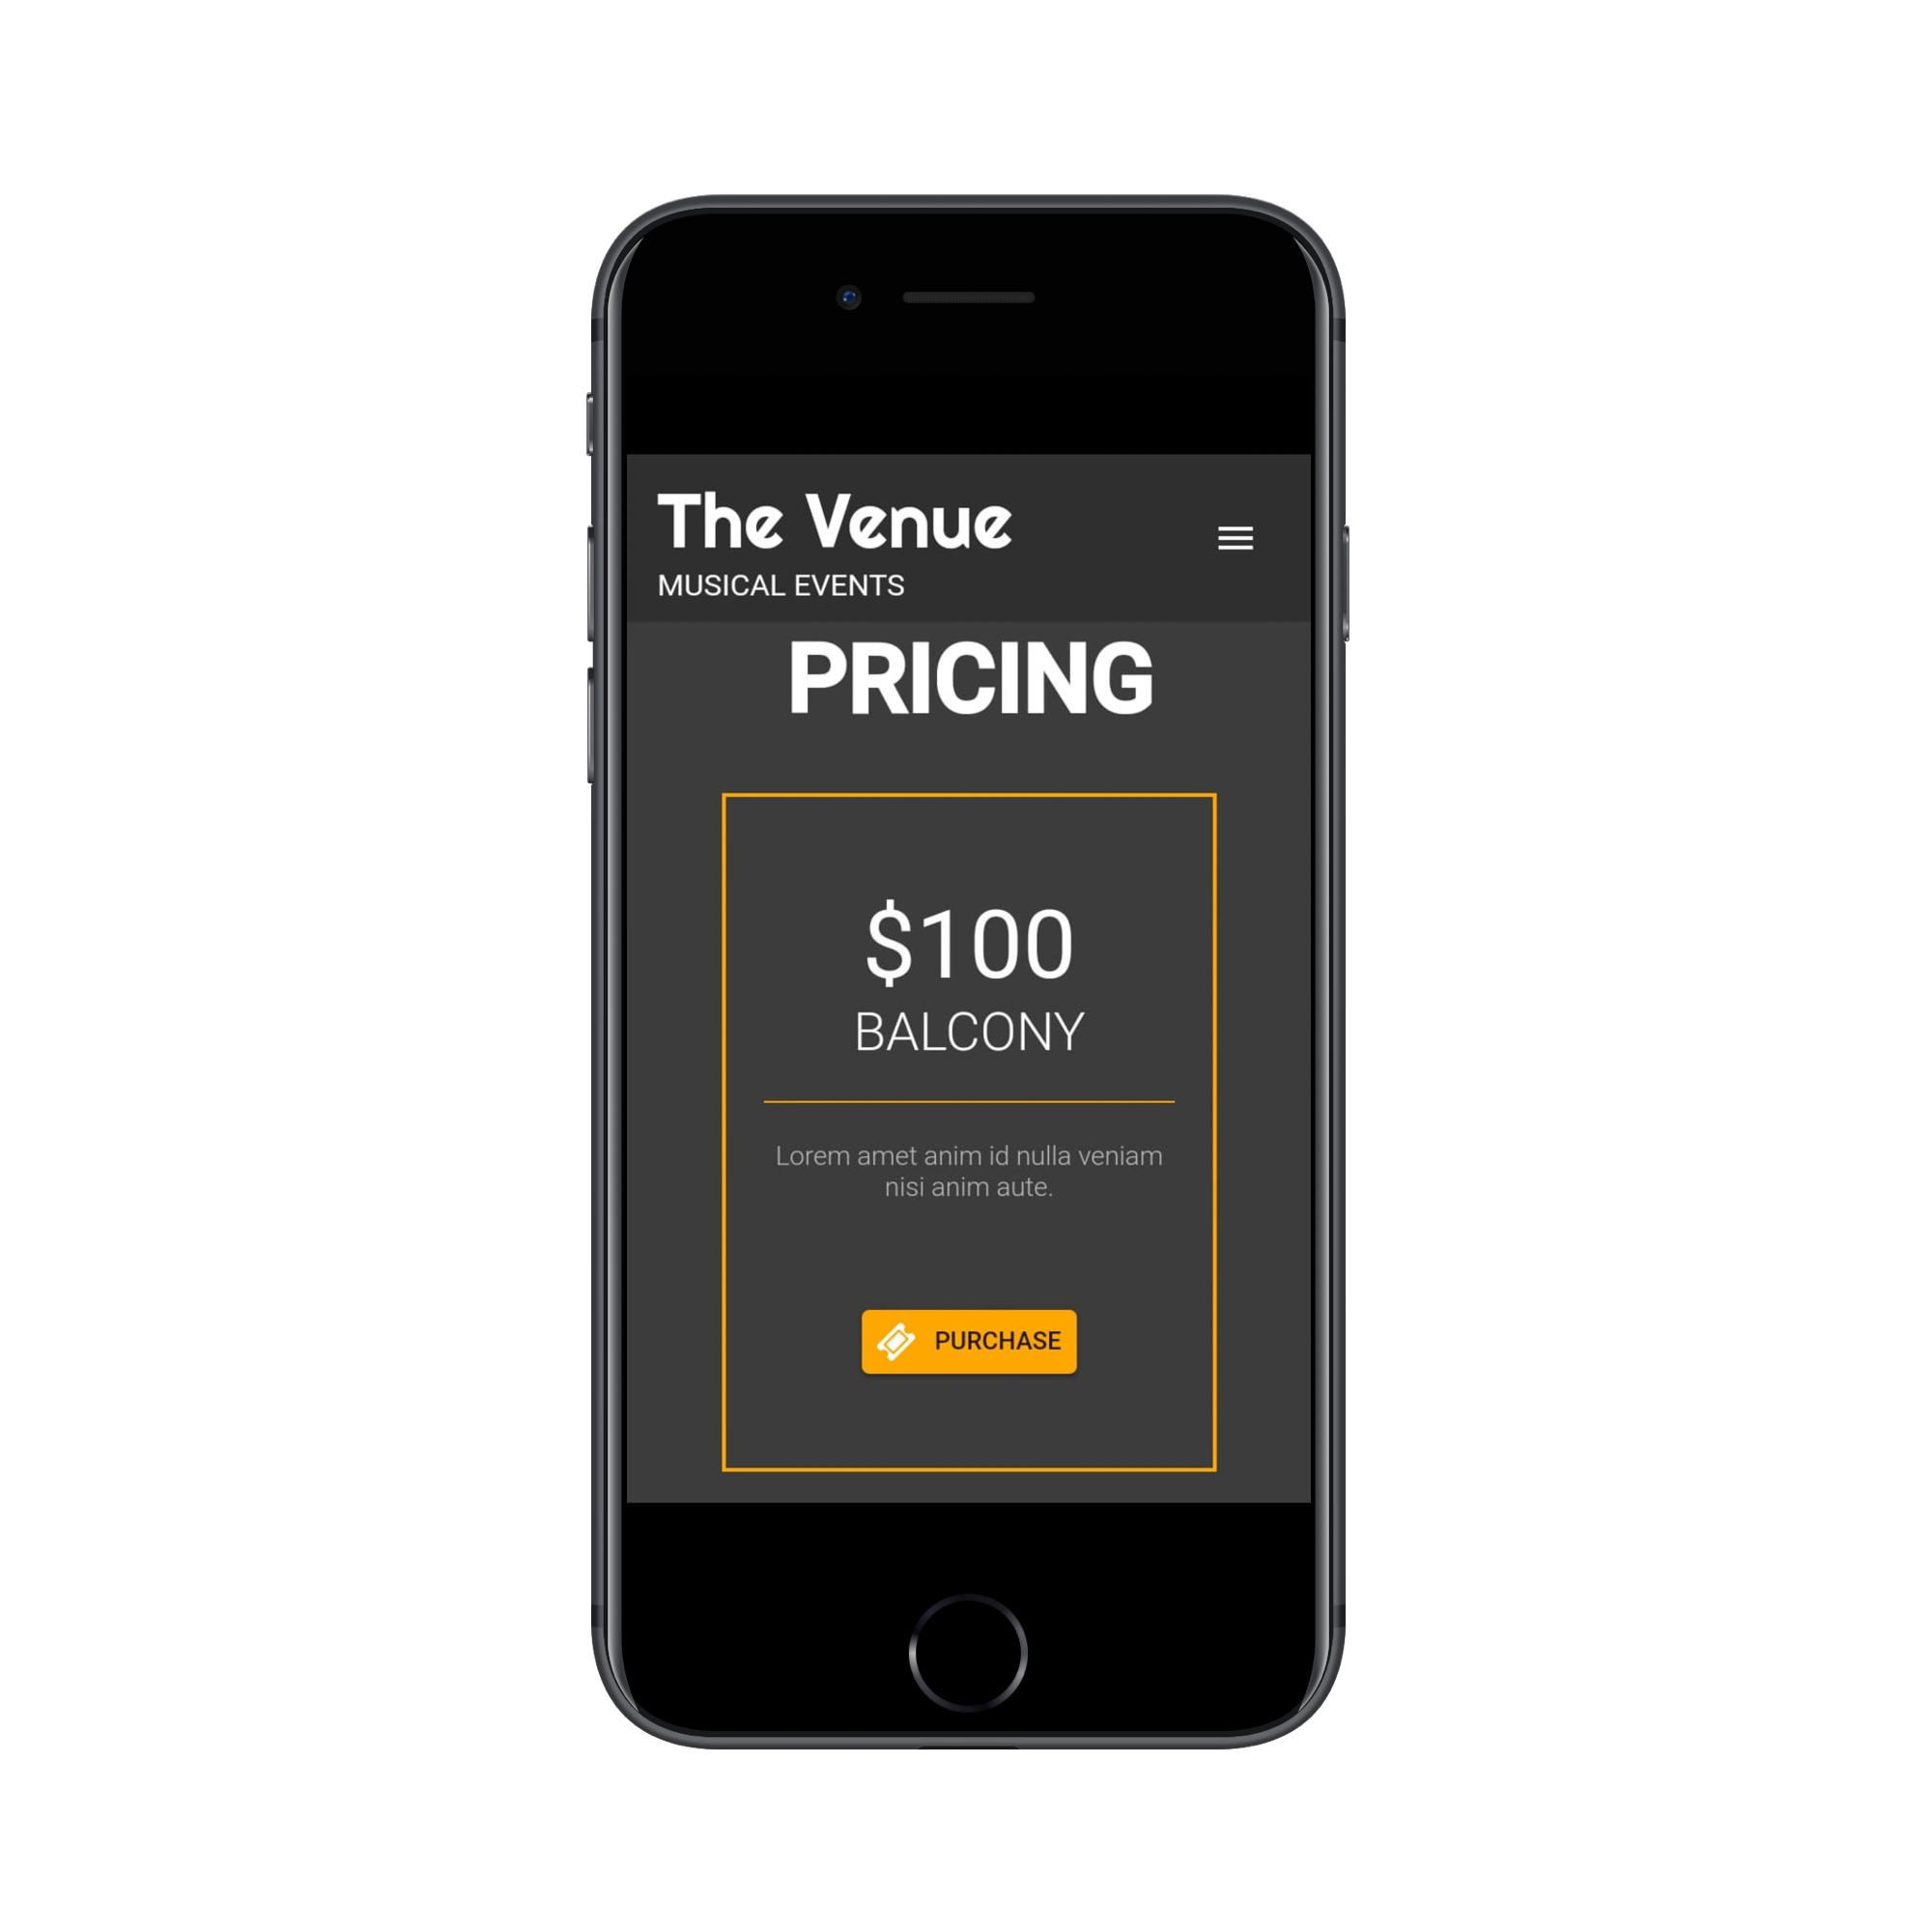 The Venue
MUSICAL EVENTS
PRICING
$100
BALCONY
Lorem amet anim id nulla veniam
nisi anim aute.
PURCHASE